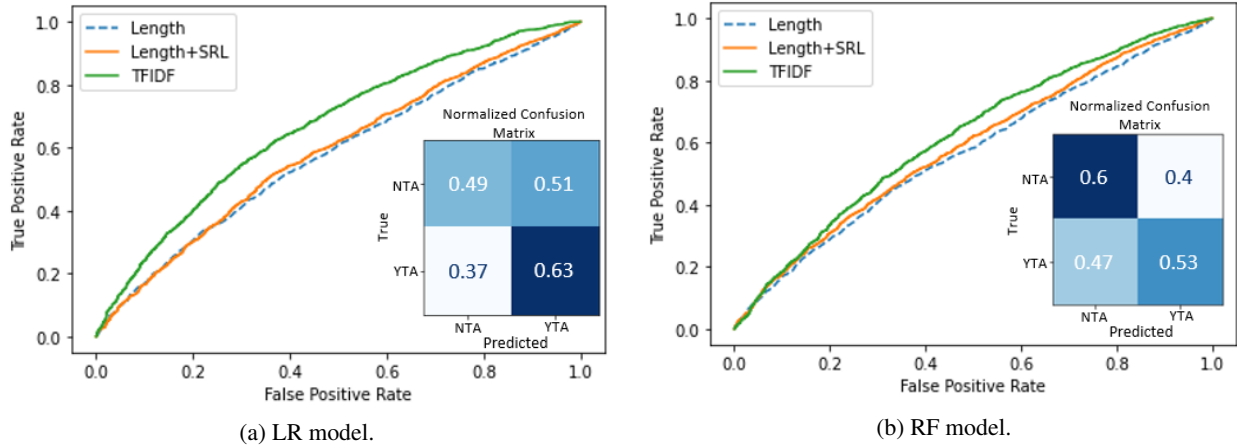 Length
Length+SRL
TFIDF
True Positive Rate
1.0
0.8
0.6
0.4
0.2
0.0
Normalized Confusion
Matrix
True
NTA
0.49 0.51
YTA
0.37 0.63
NTA YTA
Predicted
0.0 0.2 0.4 0.6 0.8 1.0
False Positive Rate
(a) LR model.
Length
Length+SRL
TFIDF
True Positive Rate
1.0
0.8
0.6
0.4
0.2
0.0
Normalized Confusion
Matrix
True
NTA
0.6 0.4
YTA
0.47 0.53
NTA YTA
Predicted
0.0 0.2 0.4 0.6 0.8 1.0
False Positive Rate
(b) RF model.